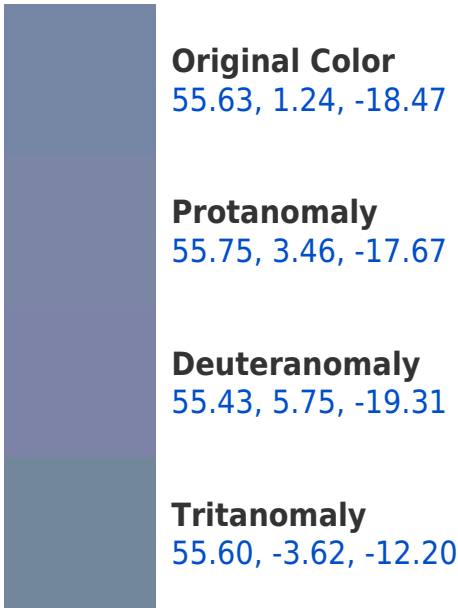 Original Color
55.63, 1.24, -18.47
Protanomaly
55.75, 3.46, -17.67
Deuteranomaly
55.43, 5.75, -19.31
Tritanomaly
55.60, -3.62, -12.20